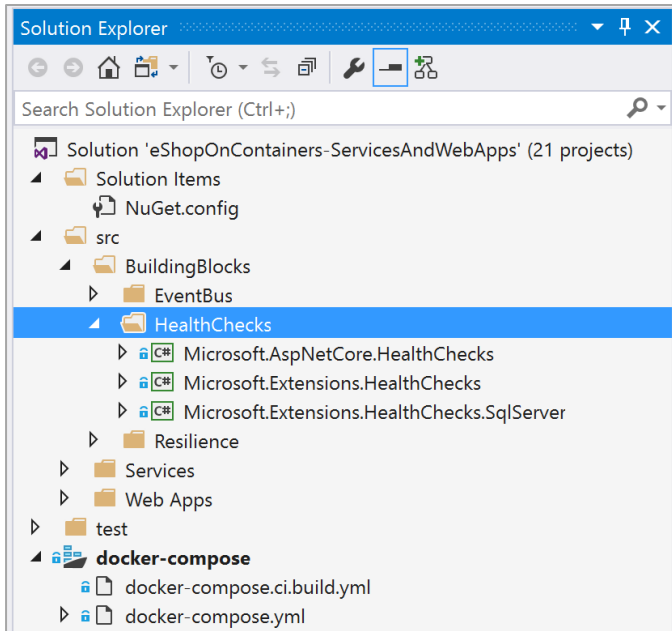 Solution Explorer
Search Solution Explorer (Ctrl+;)
Solution 'eShopOnContainers-ServicesAndWebApps' (21 projects)
Solution Items
NuGet.config
src
BuildingBlocks
EventBus
HealthChecks
C# Microsoft.AspNetCore.HealthChecks
C# Microsoft.Extensions.HealthChecks
C# Microsoft.Extensions.HealthChecks.SqlServer
Resilience
Services
Web Apps
test
docker-compose
docker-compose.ci.build.yml
docker-compose.yml